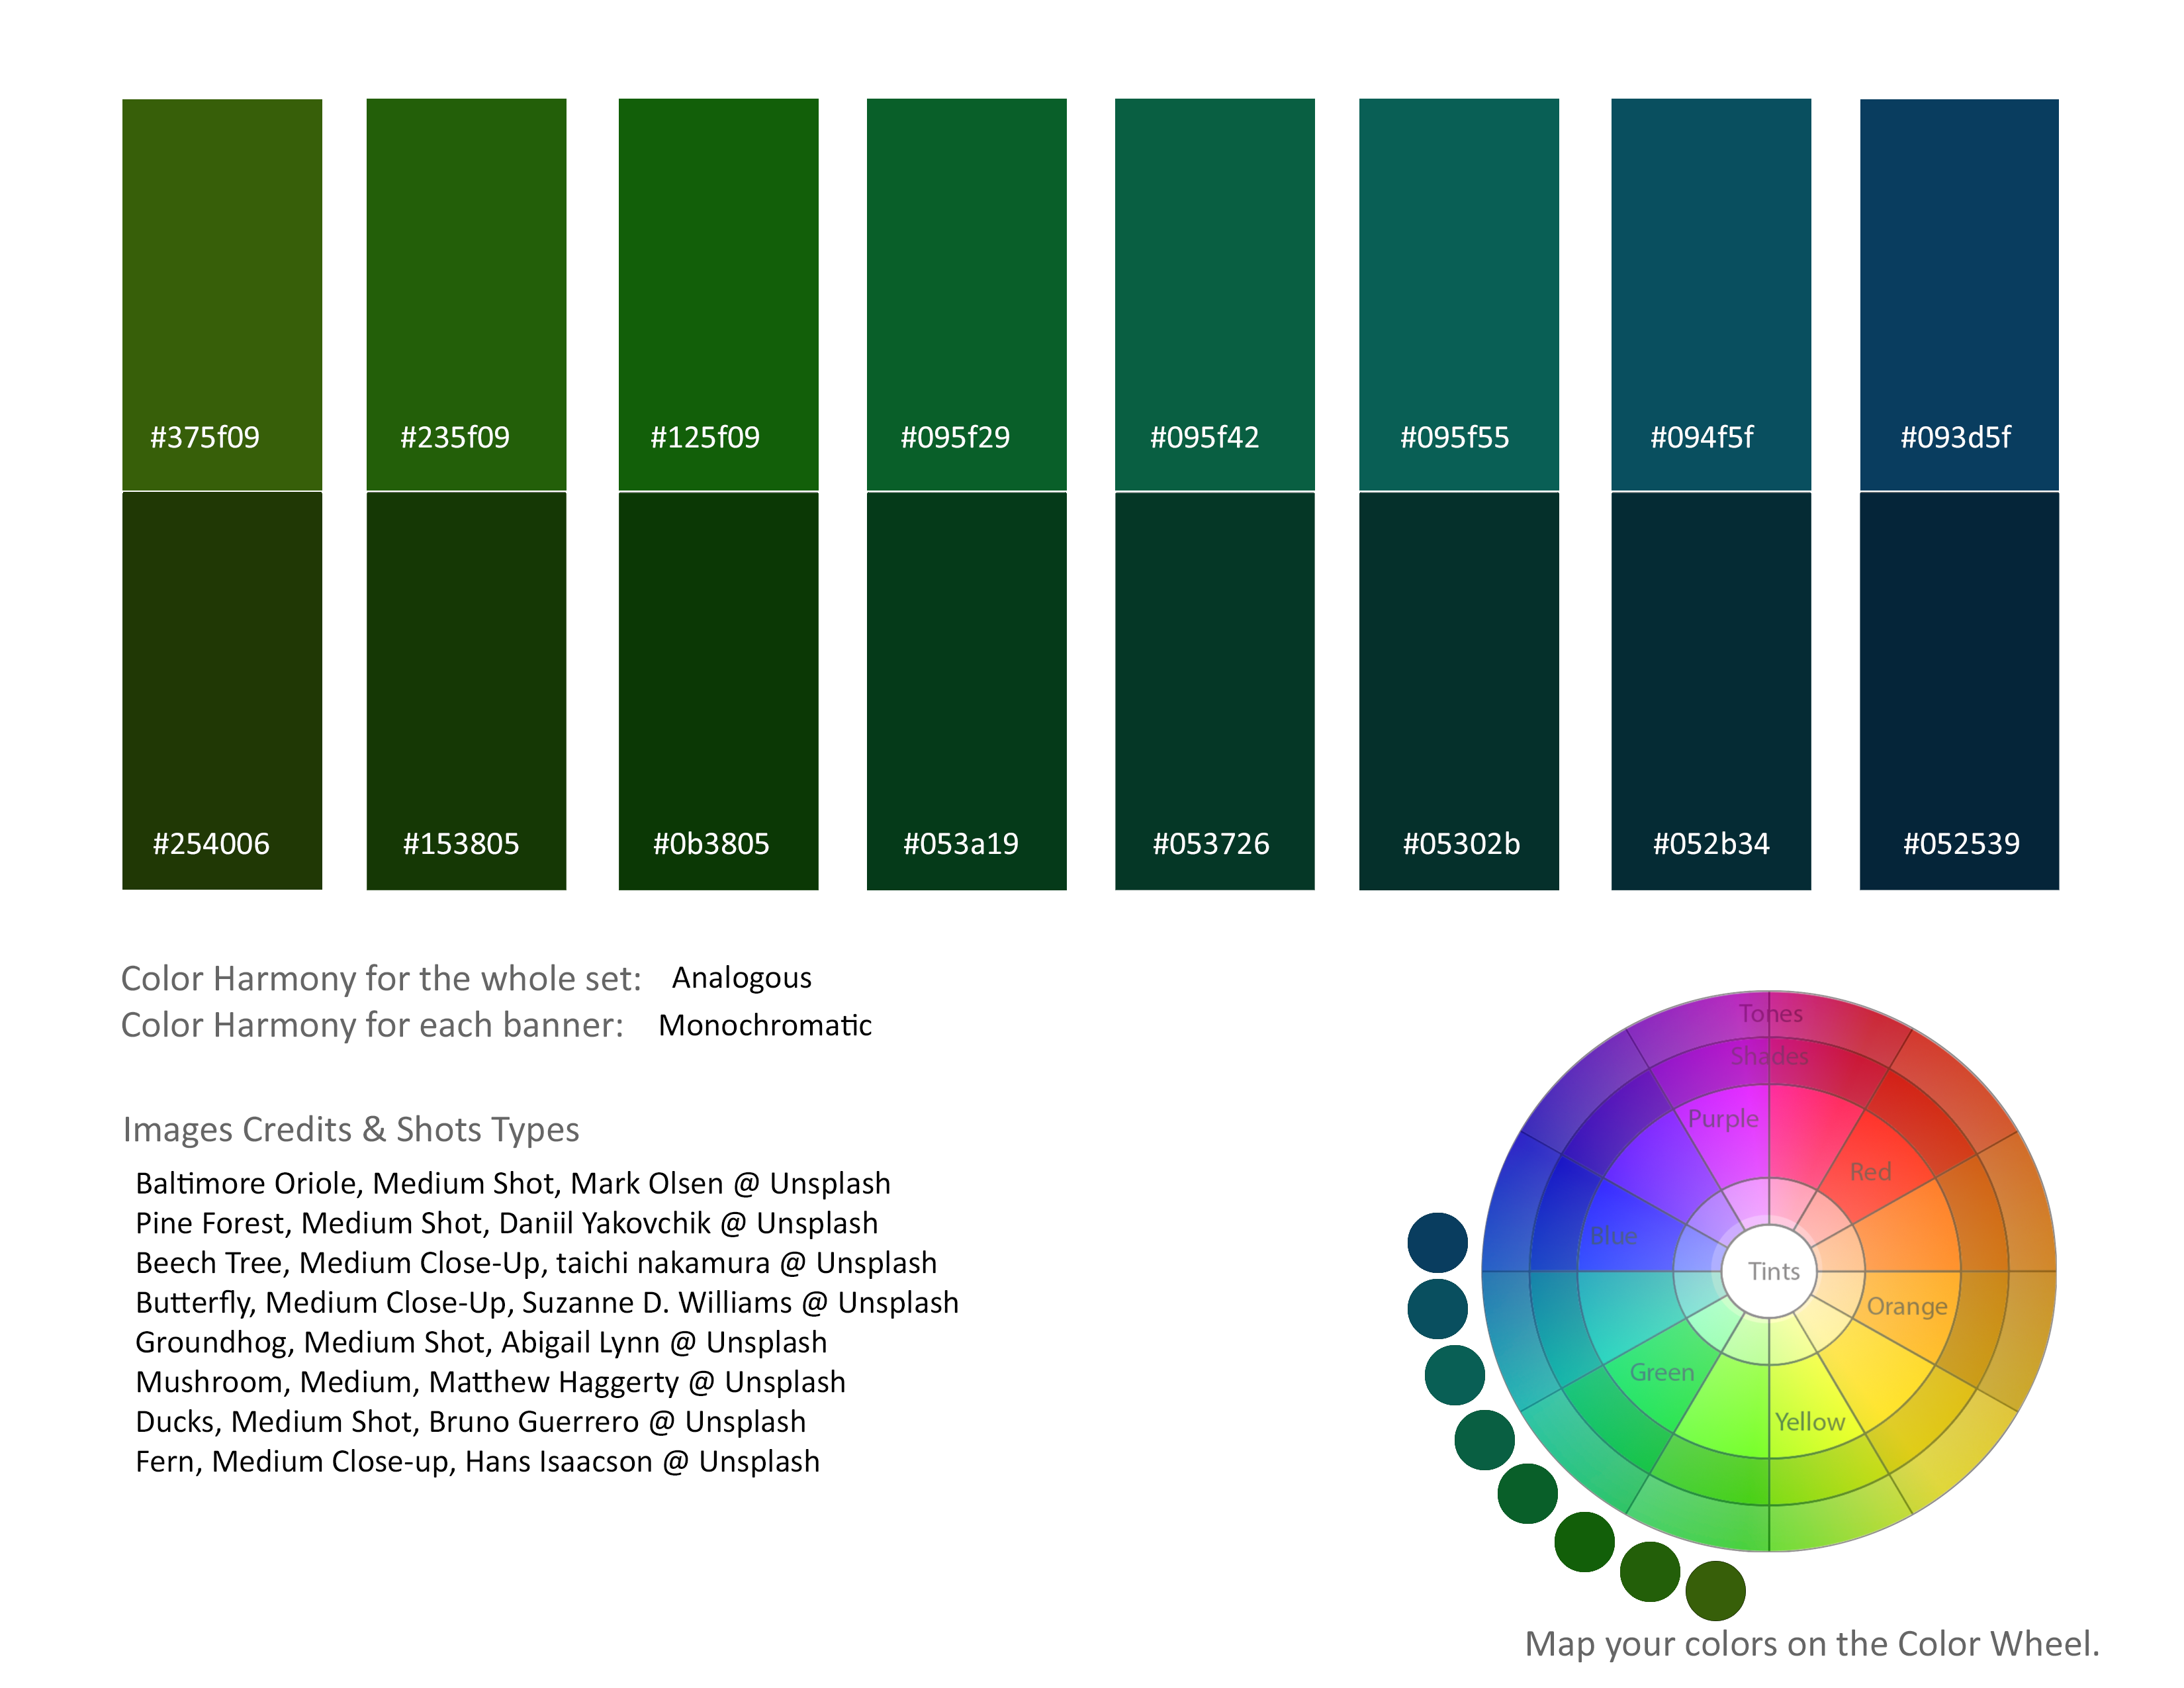 #375f09 #235f09 #125f09 #095f29 #095f42 #095f55 #094f5f #093d5f
#254006 #153805 #0b3805 #053a19 #053726 #05302b #052b34 #052539
Color Harmony for the whole set: Analogous
Color Harmony for each banner: Monochromatic
Images Credits & Shots Types
Baltimore Oriole, Medium Shot, Mark Olsen @ Unsplash
Pine Forest, Medium Shot, Daniil Yakovchik @ Unsplash
Beech Tree, Medium Close-Up, taichi nakamura @ Unsplash
Butterfly, Medium Close-Up, Suzanne D. Williams @ Unsplash
Groundhog, Medium Shot, Abigail Lynn @ Unsplash
Mushroom, Medium, Matthew Haggerty @ Unsplash
Ducks, Medium Shot, Bruno Guerrero @ Unsplash
Fern, Medium Close-up, Hans Isaacson @ Unsplash
Tones
Shades
Purple
Red
Blue
Tints
Orange
Green
Yellow
Map your colors on the Color Wheel.